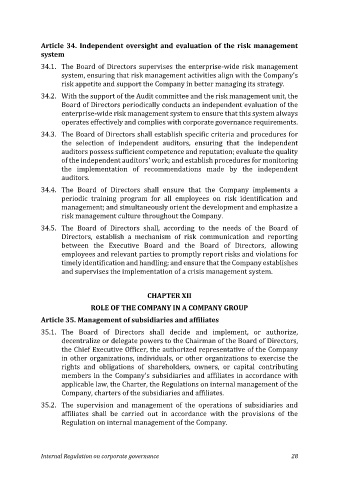 Article 34. Independent oversight and evaluation of the risk management
system
34.1. The Board of Directors supervises the enterprise-wide risk management
system, ensuring that risk management activities align with the Company's
risk appetite and support the Company in better managing its strategy.
34.2. With the support of the Audit committee and the risk management unit, the
Board of Directors periodically conducts an independent evaluation of the
enterprise-wide risk management system to ensure that this system always
operates effectively and complies with corporate governance requirements.
34.3. The Board of Directors shall establish specific criteria and procedures for
the selection of independent auditors, ensuring that the independent
auditors possess sufficient competence and reputation; evaluate the quality
of the independent auditors' work; and establish procedures for monitoring
the implementation of recommendations made by the independent
auditors.
34.4. The Board of Directors shall ensure that the Company implements a
periodic training program for all employees on risk identification and
management; and simultaneously orient the development and emphasize a
risk management culture throughout the Company.
34.5. The Board of Directors shall, according to the needs of the Board of
Directors, establish a mechanism of risk communication and reporting
between the Executive Board and the Board of Directors, allowing
employees and relevant parties to promptly report risks and violations for
timely identification and handling; and ensure that the Company establishes
and supervises the implementation of a crisis management system.
CHAPTER XII
ROLE OF THE COMPANY IN A COMPANY GROUP
Article 35. Management of subsidiaries and affiliates
35.1. The Board of Directors shall decide and implement, or authorize,
decentralize or delegate powers to the Chairman of the Board of Directors,
the Chief Executive Officer, the authorized representative of the Company
in other organizations, individuals, or other organizations to exercise the
rights and obligations of shareholders, owners, or capital contributing
members in the Company's subsidiaries and affiliates in accordance with
applicable law, the Charter, the Regulations on internal management of the
Company, charters of the subsidiaries and affiliates.
35.2. The supervision and management of the operations of subsidiaries and
affiliates shall be carried out in accordance with the provisions of the
Regulation on internal management of the Company.
Internal Regulation on corporate governance 28